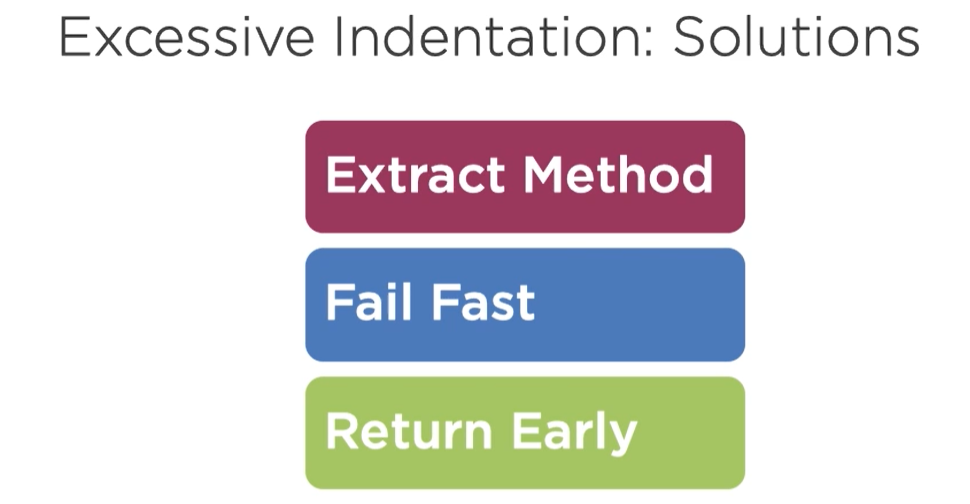 Excessive Indentation: Solutions
Extract Method
Fail Fast
Return Early